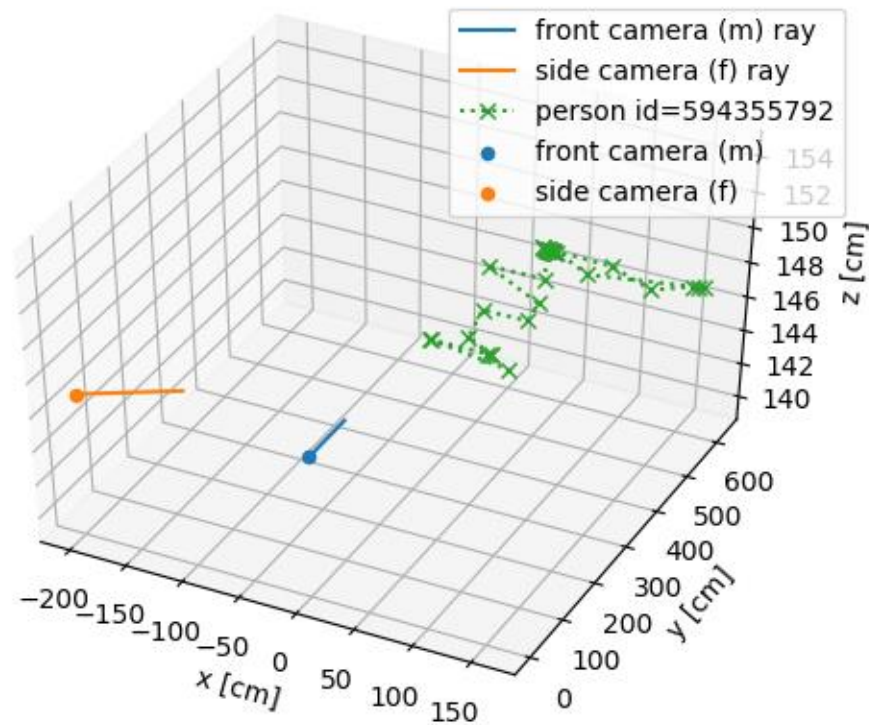 front camera (m) ray
side camera (f) ray
person id=594355792
front camera (m)
side camera (f)
154
152
150
148
146
144
142
140
z [cm]
600
500
400
300
200
100
0
y [cm]
−200
−150
−100
−50
0
50
100
150
x [cm]